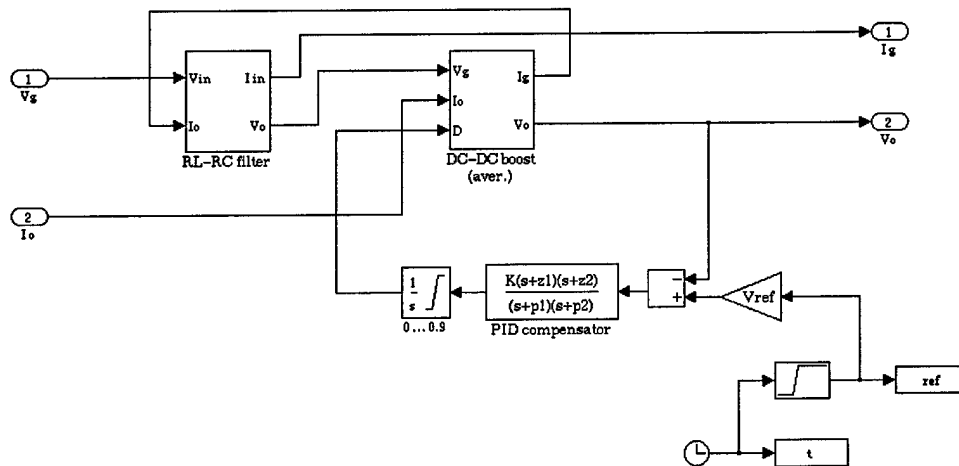 1
Vg
Vin
Iin
Io
Vo
RL-RC filter
Vg
Ig
Io
Vo
D
DC-DC boost
(aver.)
1
Ig
2
Vo
2
Io
1
s
0 ... 0.9
K(s+z1)(s+z2)
(s+p1)(s+p2)
PID compensator
−
+
Vref
ref
t